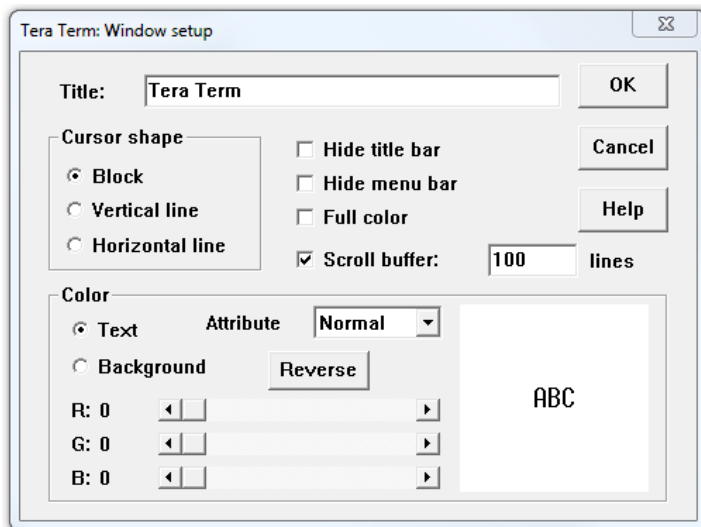 Tera Term: Window setup
Title: Tera Term OK
Cursor shape
Block
Vertical line
Horizontal line
Hide title bar
Hide menu bar
Full color
Scroll buffer: 100 lines
Cancel
Help
Color
Text Attribute Normal
Background Reverse
R: 0
G: 0
B: 0
ABC